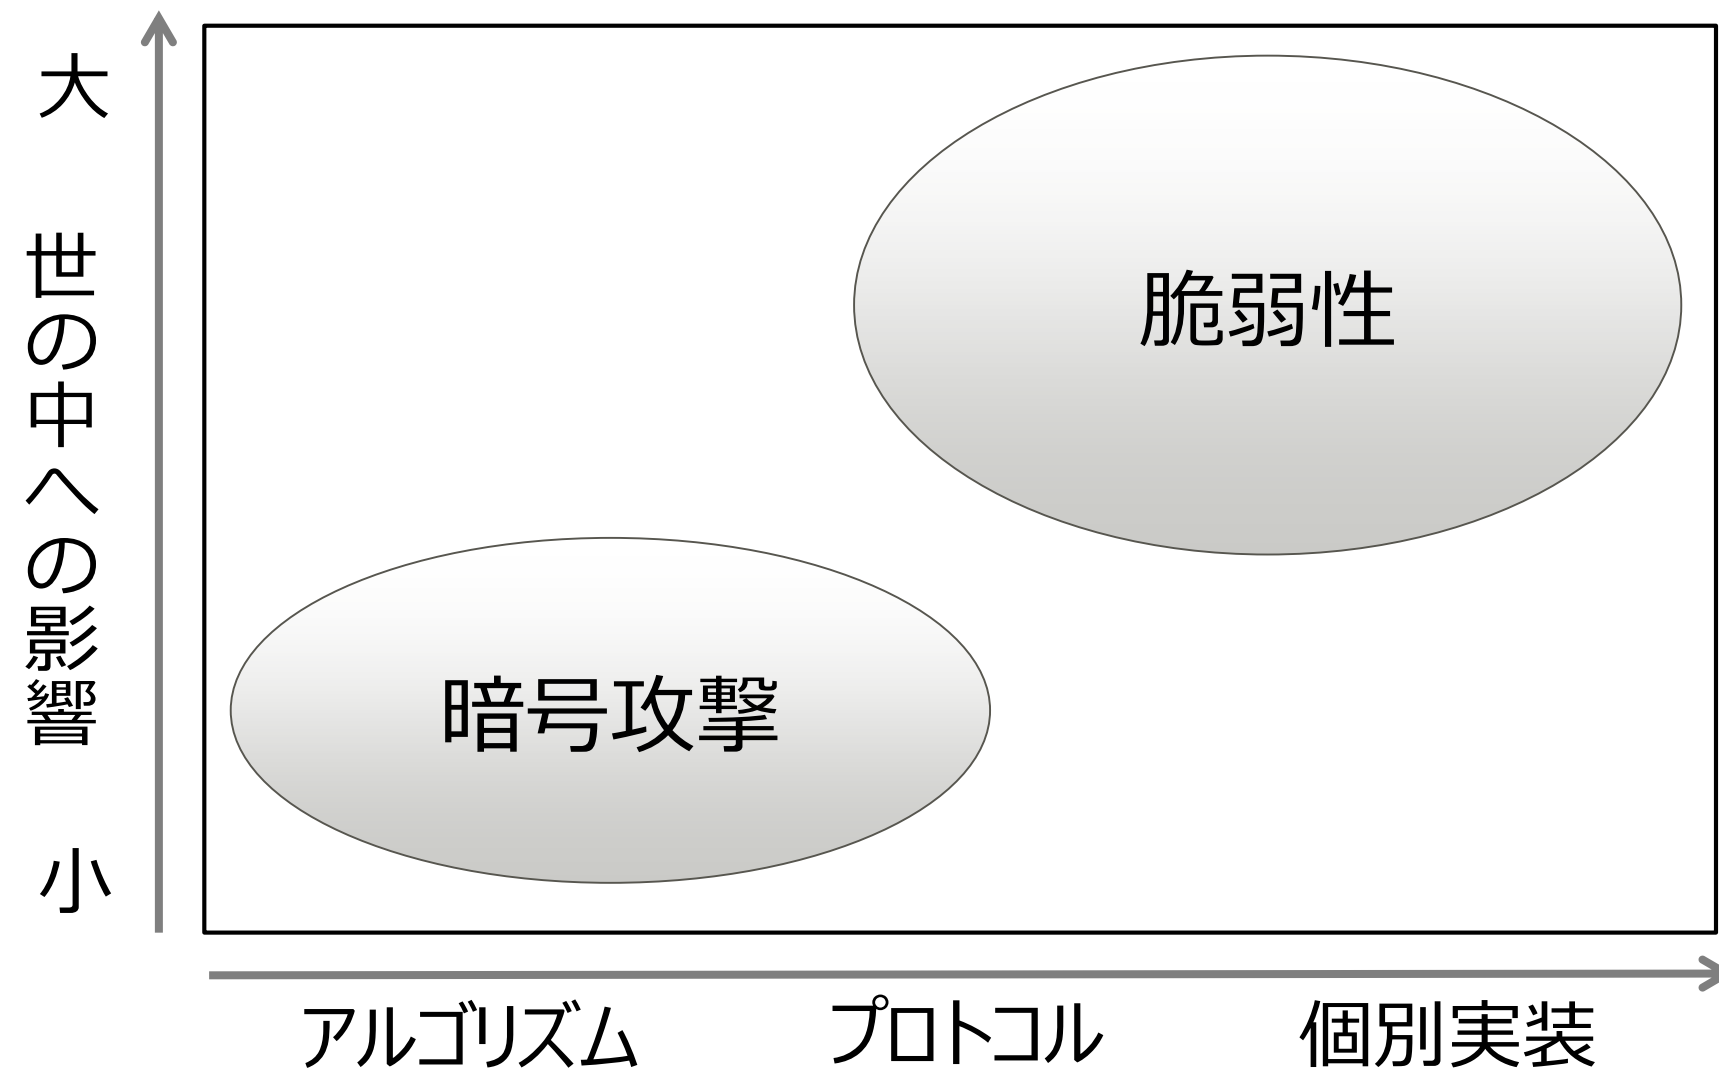 大
世の中への影響
小
脆弱性
暗号攻撃
アルゴリズム
プロトコル
個別実装